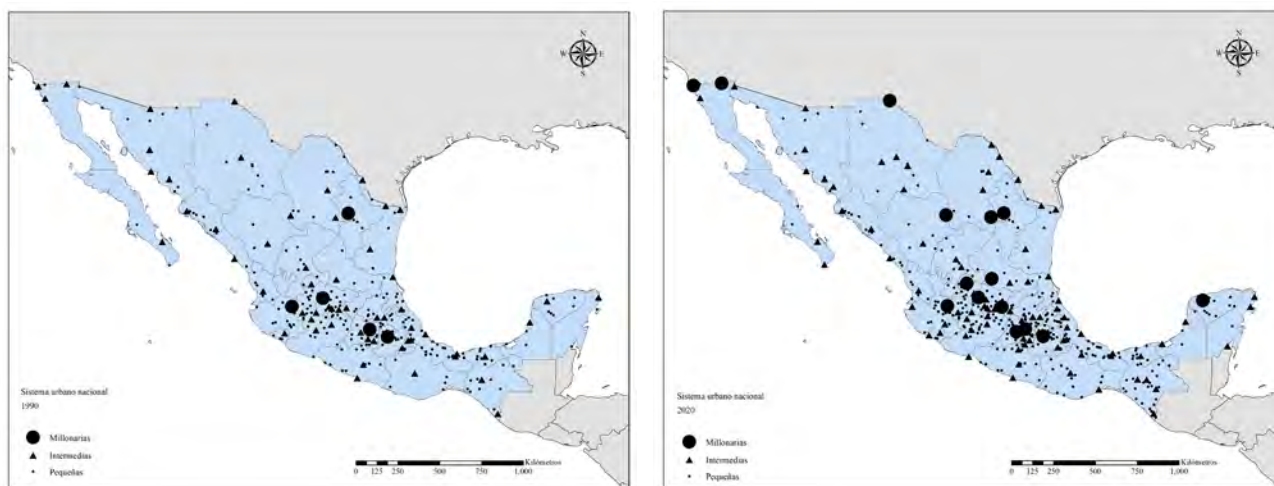 N
W E
S
Sistema urbano nacional
1990
Millonarias
Intermedias
Pequeñas
Kilómetros
0 125 250 500 750 1,000
N
W E
S
Sistema urbano nacional
2020
Millonarias
Intermedias
Pequeñas
Kilómetros
0 125 250 500 750 1,000